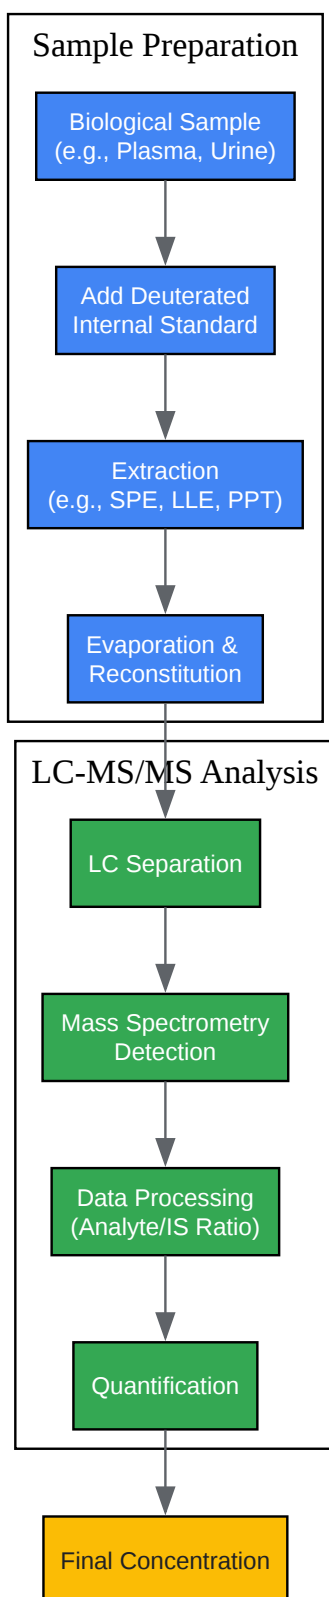 Sample Preparation
Biological Sample
(e.g., Plasma, Urine)
Add Deuterated
Internal Standard
Extraction
(e.g., SPE, LLE, PPT)
Evaporation &
Reconstitution
LC-MS/MS Analysis
LC Separation
Mass Spectrometry
Detection
Data Processing
(Analyte/IS Ratio)
Quantification
Final Concentration